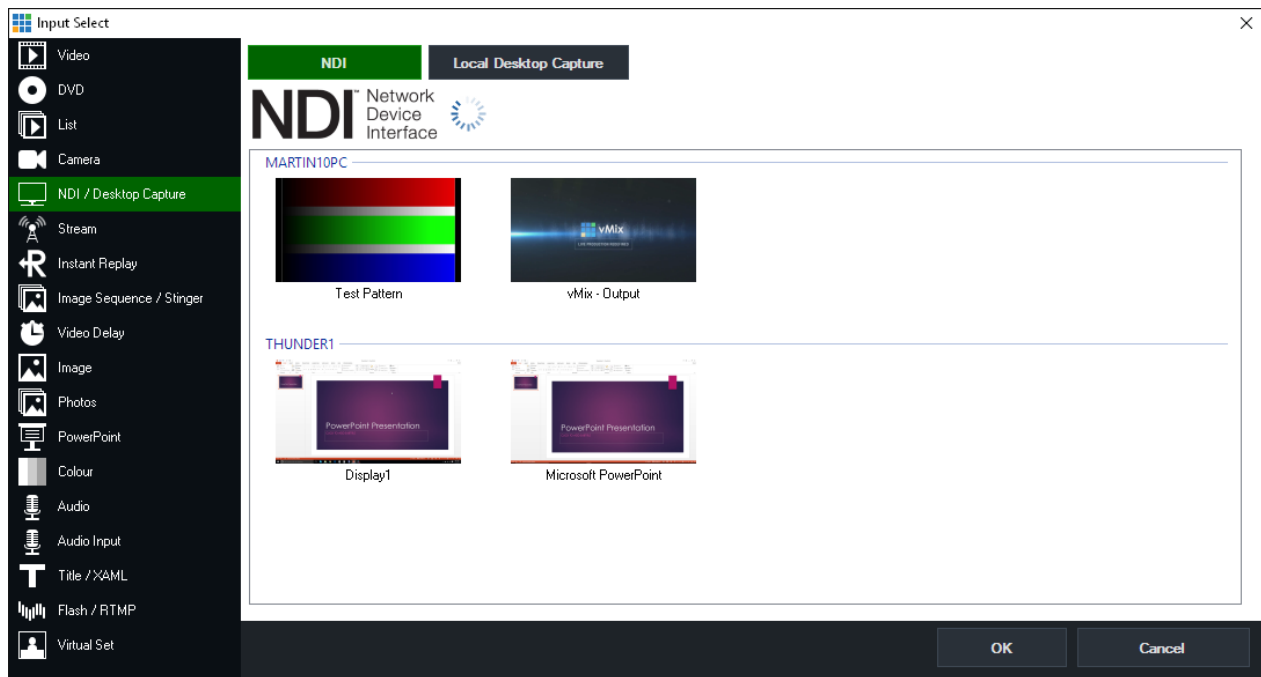 Input Select
Video
DVD
List
Camera
NDI / Desktop Capture
Stream
Instant Replay
Image Sequence / Stinger
Video Delay
Image
Photos
PowerPoint
Colour
Audio
Audio Input
Title / XAML
Flash / RTMP
Virtual Set
NDI
Local Desktop Capture
NDI™ Network
Device
Interface
MARTIN10PC
vMix
Test Pattern
vMix - Output
THUNDER1
PowerPoint Presentation
PowerPoint Presentation
Display1
Microsoft PowerPoint
OK
Cancel